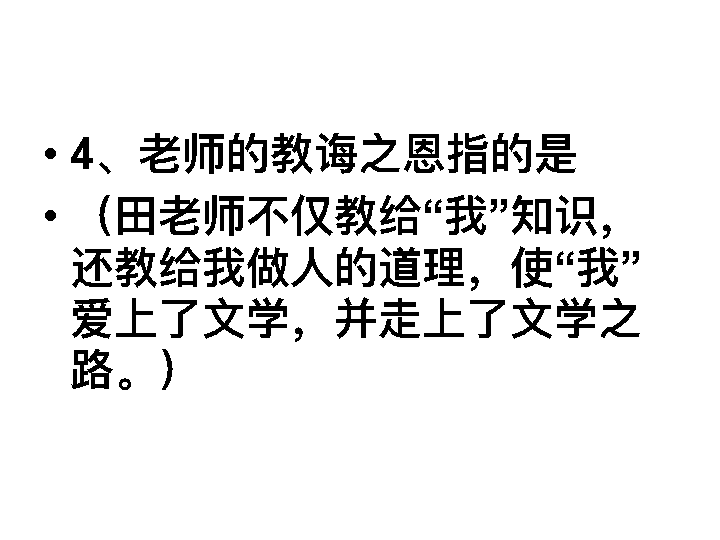 • 4、老师的教诲之恩指的是
• （田老师不仅教给“我”知识，
还教给我做人的道理，使“我”
爱上了文学，并走上了文学之
路。）